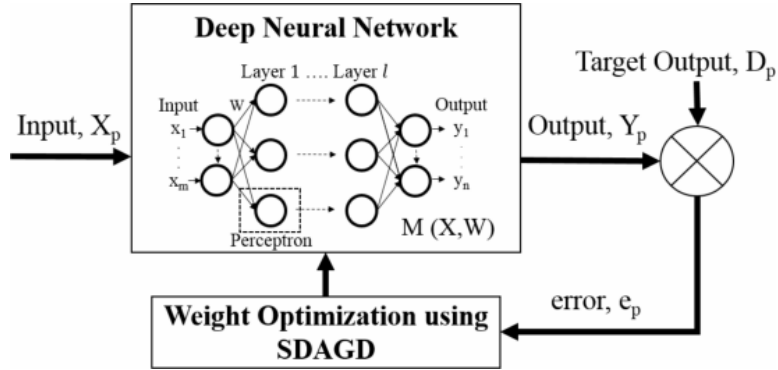 Deep Neural Network
Layer 1 .... Layer l
Input
W
Output
x1
y1
xm
yn
Perceptron
M (X,W)
Input, Xp
Output, Yp
Target Output, Dp
error, ep
Weight Optimization using
SDAGD